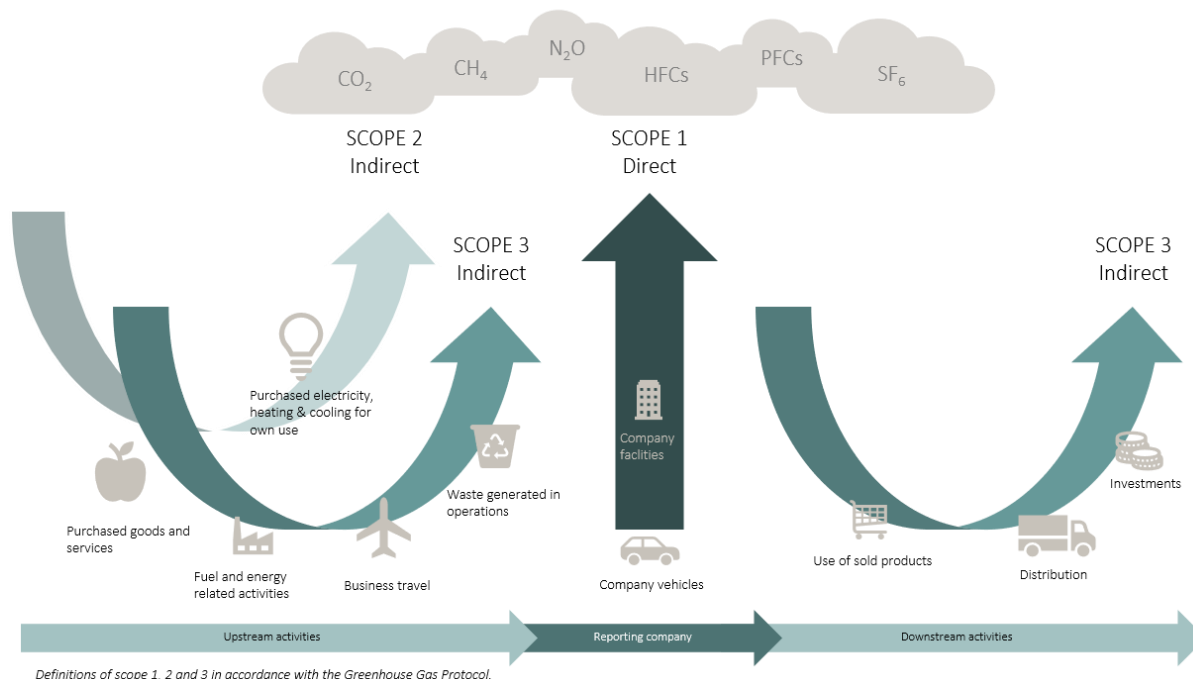 CO₂
CH₄
N₂O
HFCs
PFCs
SF₆
SCOPE 2
Indirect
SCOPE 1
Direct
SCOPE 3
Indirect
SCOPE 3
Indirect
Purchased electricity,
heating & cooling for
own use
Company
faclities
Waste generated in
operations
Investments
Purchased goods and
services
Fuel and energy
related activities
Business travel
Company vehicles
Use of sold products
Distribution
Upstream activities
Reporting company
Downstream activities
Definitions of scope 1, 2 and 3 in accordance with the Greenhouse Gas Protocol.